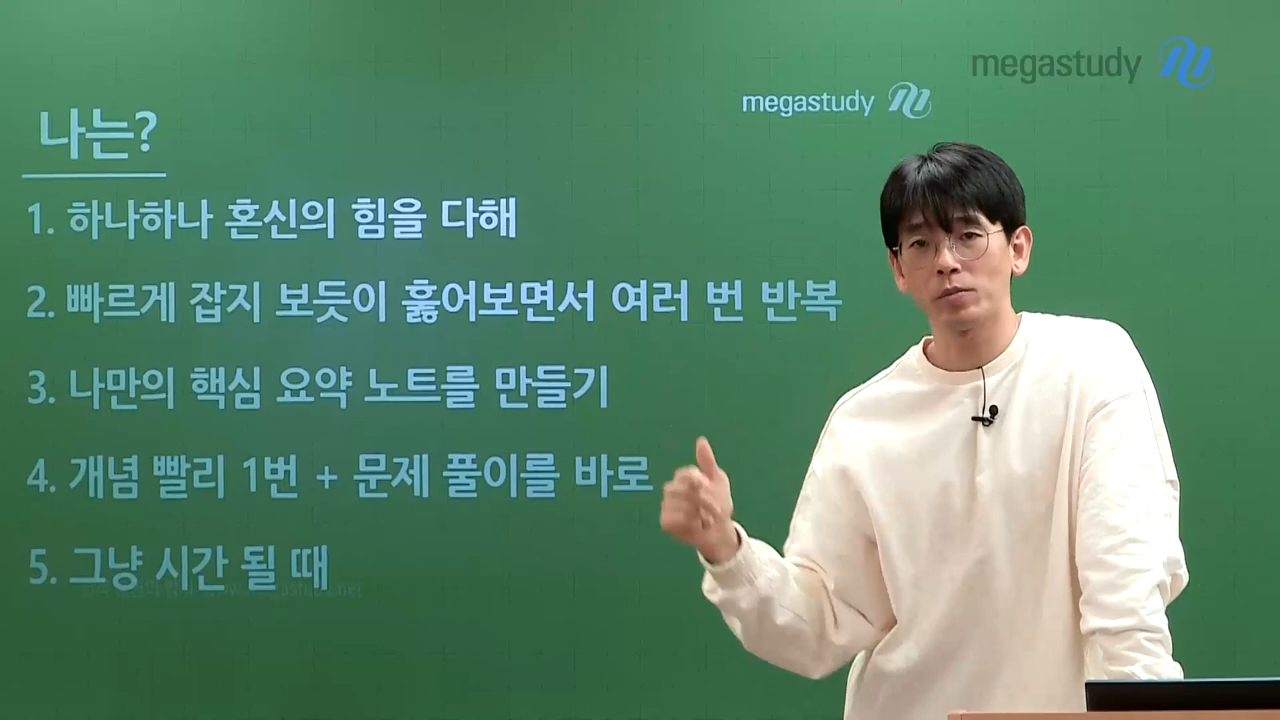 megastudy
megastudy
나는?
1. 하나하나 혼신의 힘을 다해
2. 빠르게 잡지 보듯이 훓어보면서 여러 번 반복
3. 나만의 핵심 요약 노트를 만들기
4. 개념 빨리 1번 + 문제 풀이를 바로
5. 그냥 시간 될 때